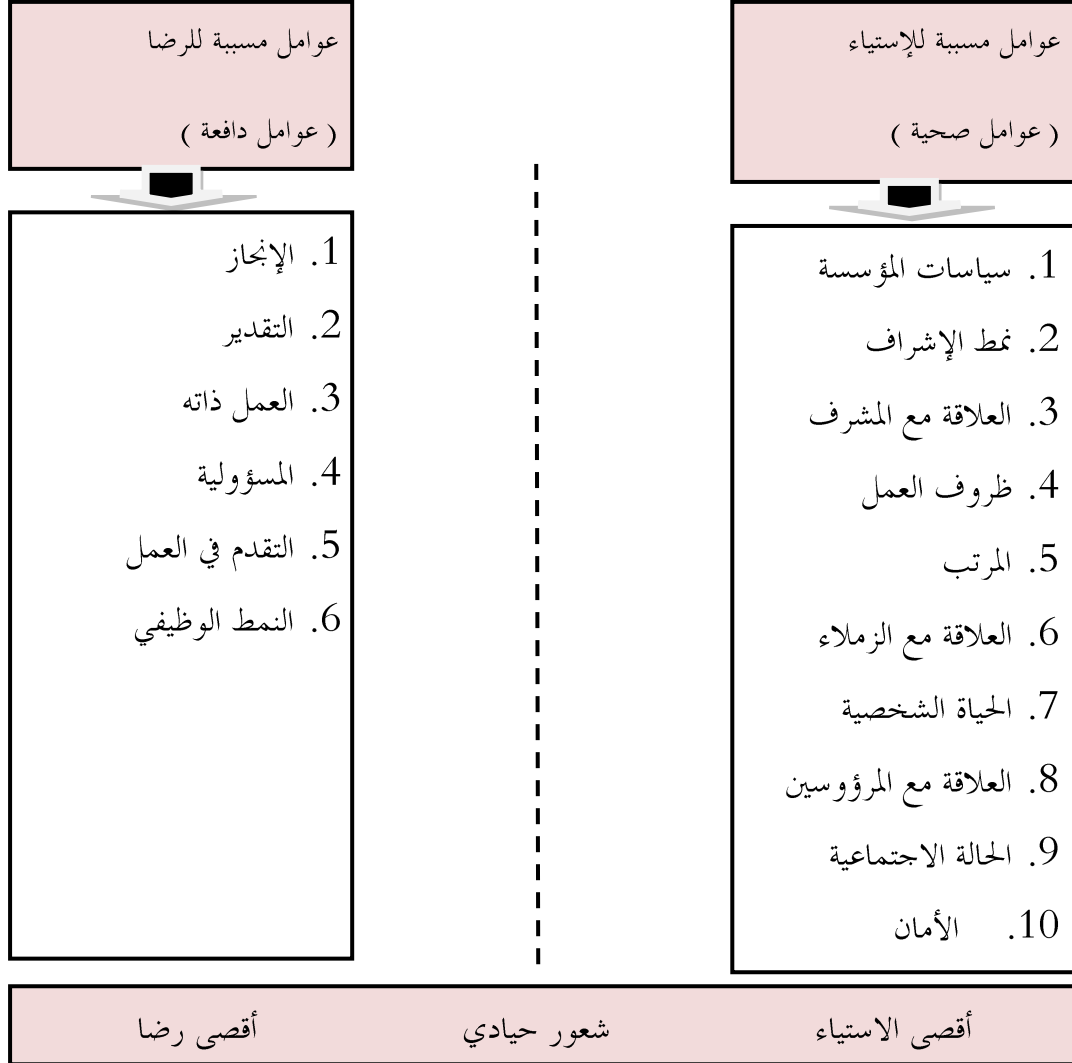 عوامل مسببة للإستياء
( عوامل صحية )
1. سياسات المؤسسة
2. نمط الإشراف
3. العلاقة مع المشرف
4. ظروف العمل
5. المرتب
6. العلاقة مع الزملاء
7. الحياة الشخصية
8. العلاقة مع المرؤوسين
9. الحالة الاجتماعية
10. الأمان
عوامل مسببة للرضا
( عوامل دافعة )
1. الإنجاز
2. التقدير
3. العمل ذاته
4. المسؤولية
5. التقدم في العمل
6. النمط الوظيفي
أقصى الاستياء شعور حيادي أقصى رضا